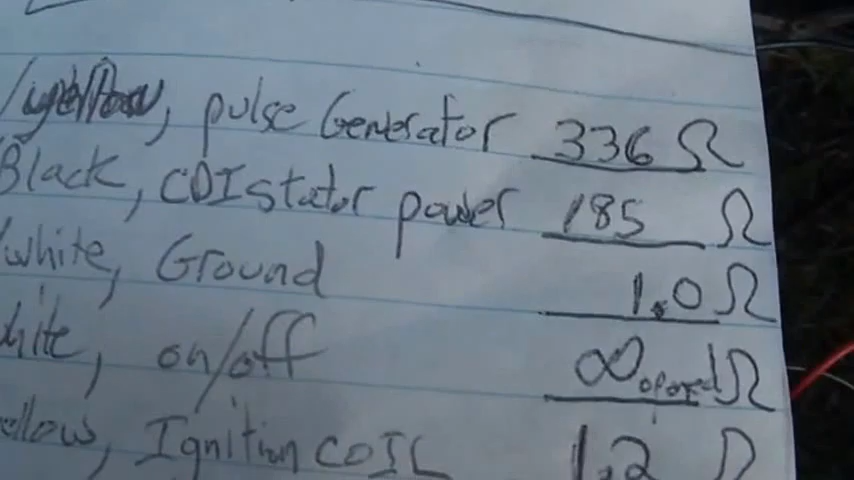 /yellow, pulse Generator 336 Ω
Black, CDI stator power 185 Ω
/white, Ground 1.0 Ω
hite, on/off ∞ opened Ω
ellow, Ignition COIL 1.2 Ω